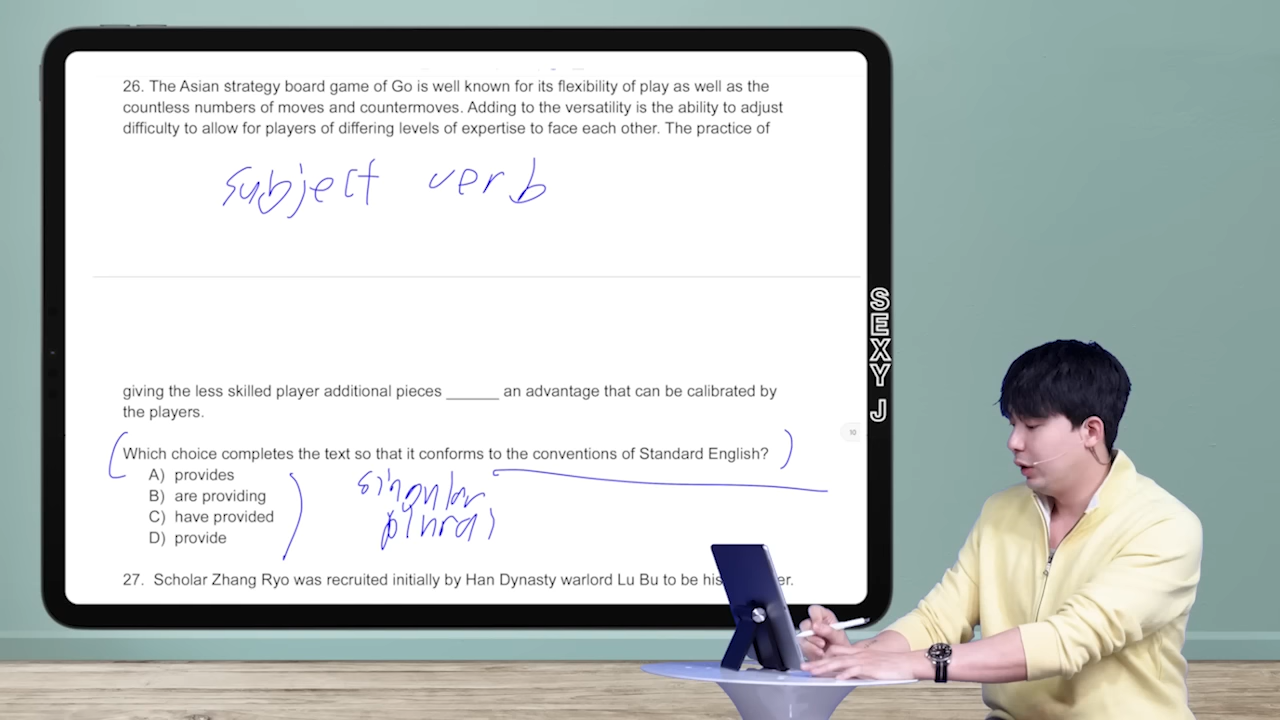 26. The Asian strategy board game of Go is well known for its flexibility of play as well as the
countless numbers of moves and countermoves. Adding to the versatility is the ability to adjust
difficulty to allow for players of differing levels of expertise to face each other. The practice of
subject verb
giving the less skilled player additional pieces ______ an advantage that can be calibrated by
the players.
Which choice completes the text so that it conforms to the conventions of Standard English?
A) provides
B) are providing
C) have provided
D) provide
singular
plural
27. Scholar Zhang Ryo was recruited initially by Han Dynasty warlord Lu Bu to be his
SEXY J